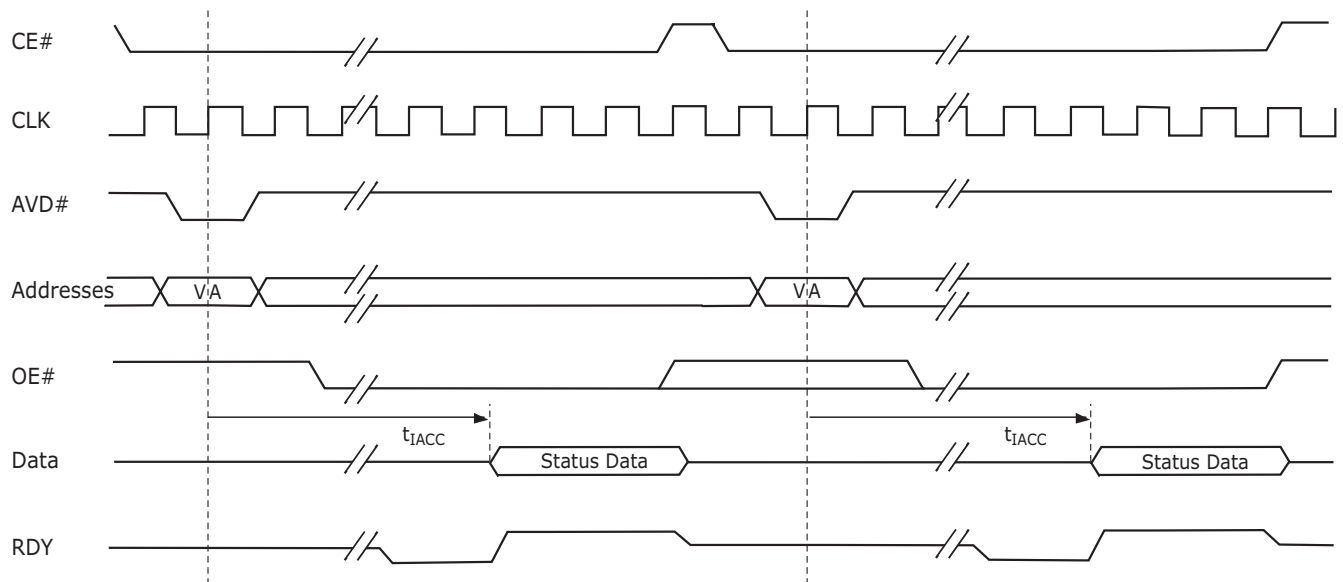 CE#
CLK
AVD#
Addresses
VA
VA
OE#
tIACC
tIACC
Data
Status Data
Status Data
RDY